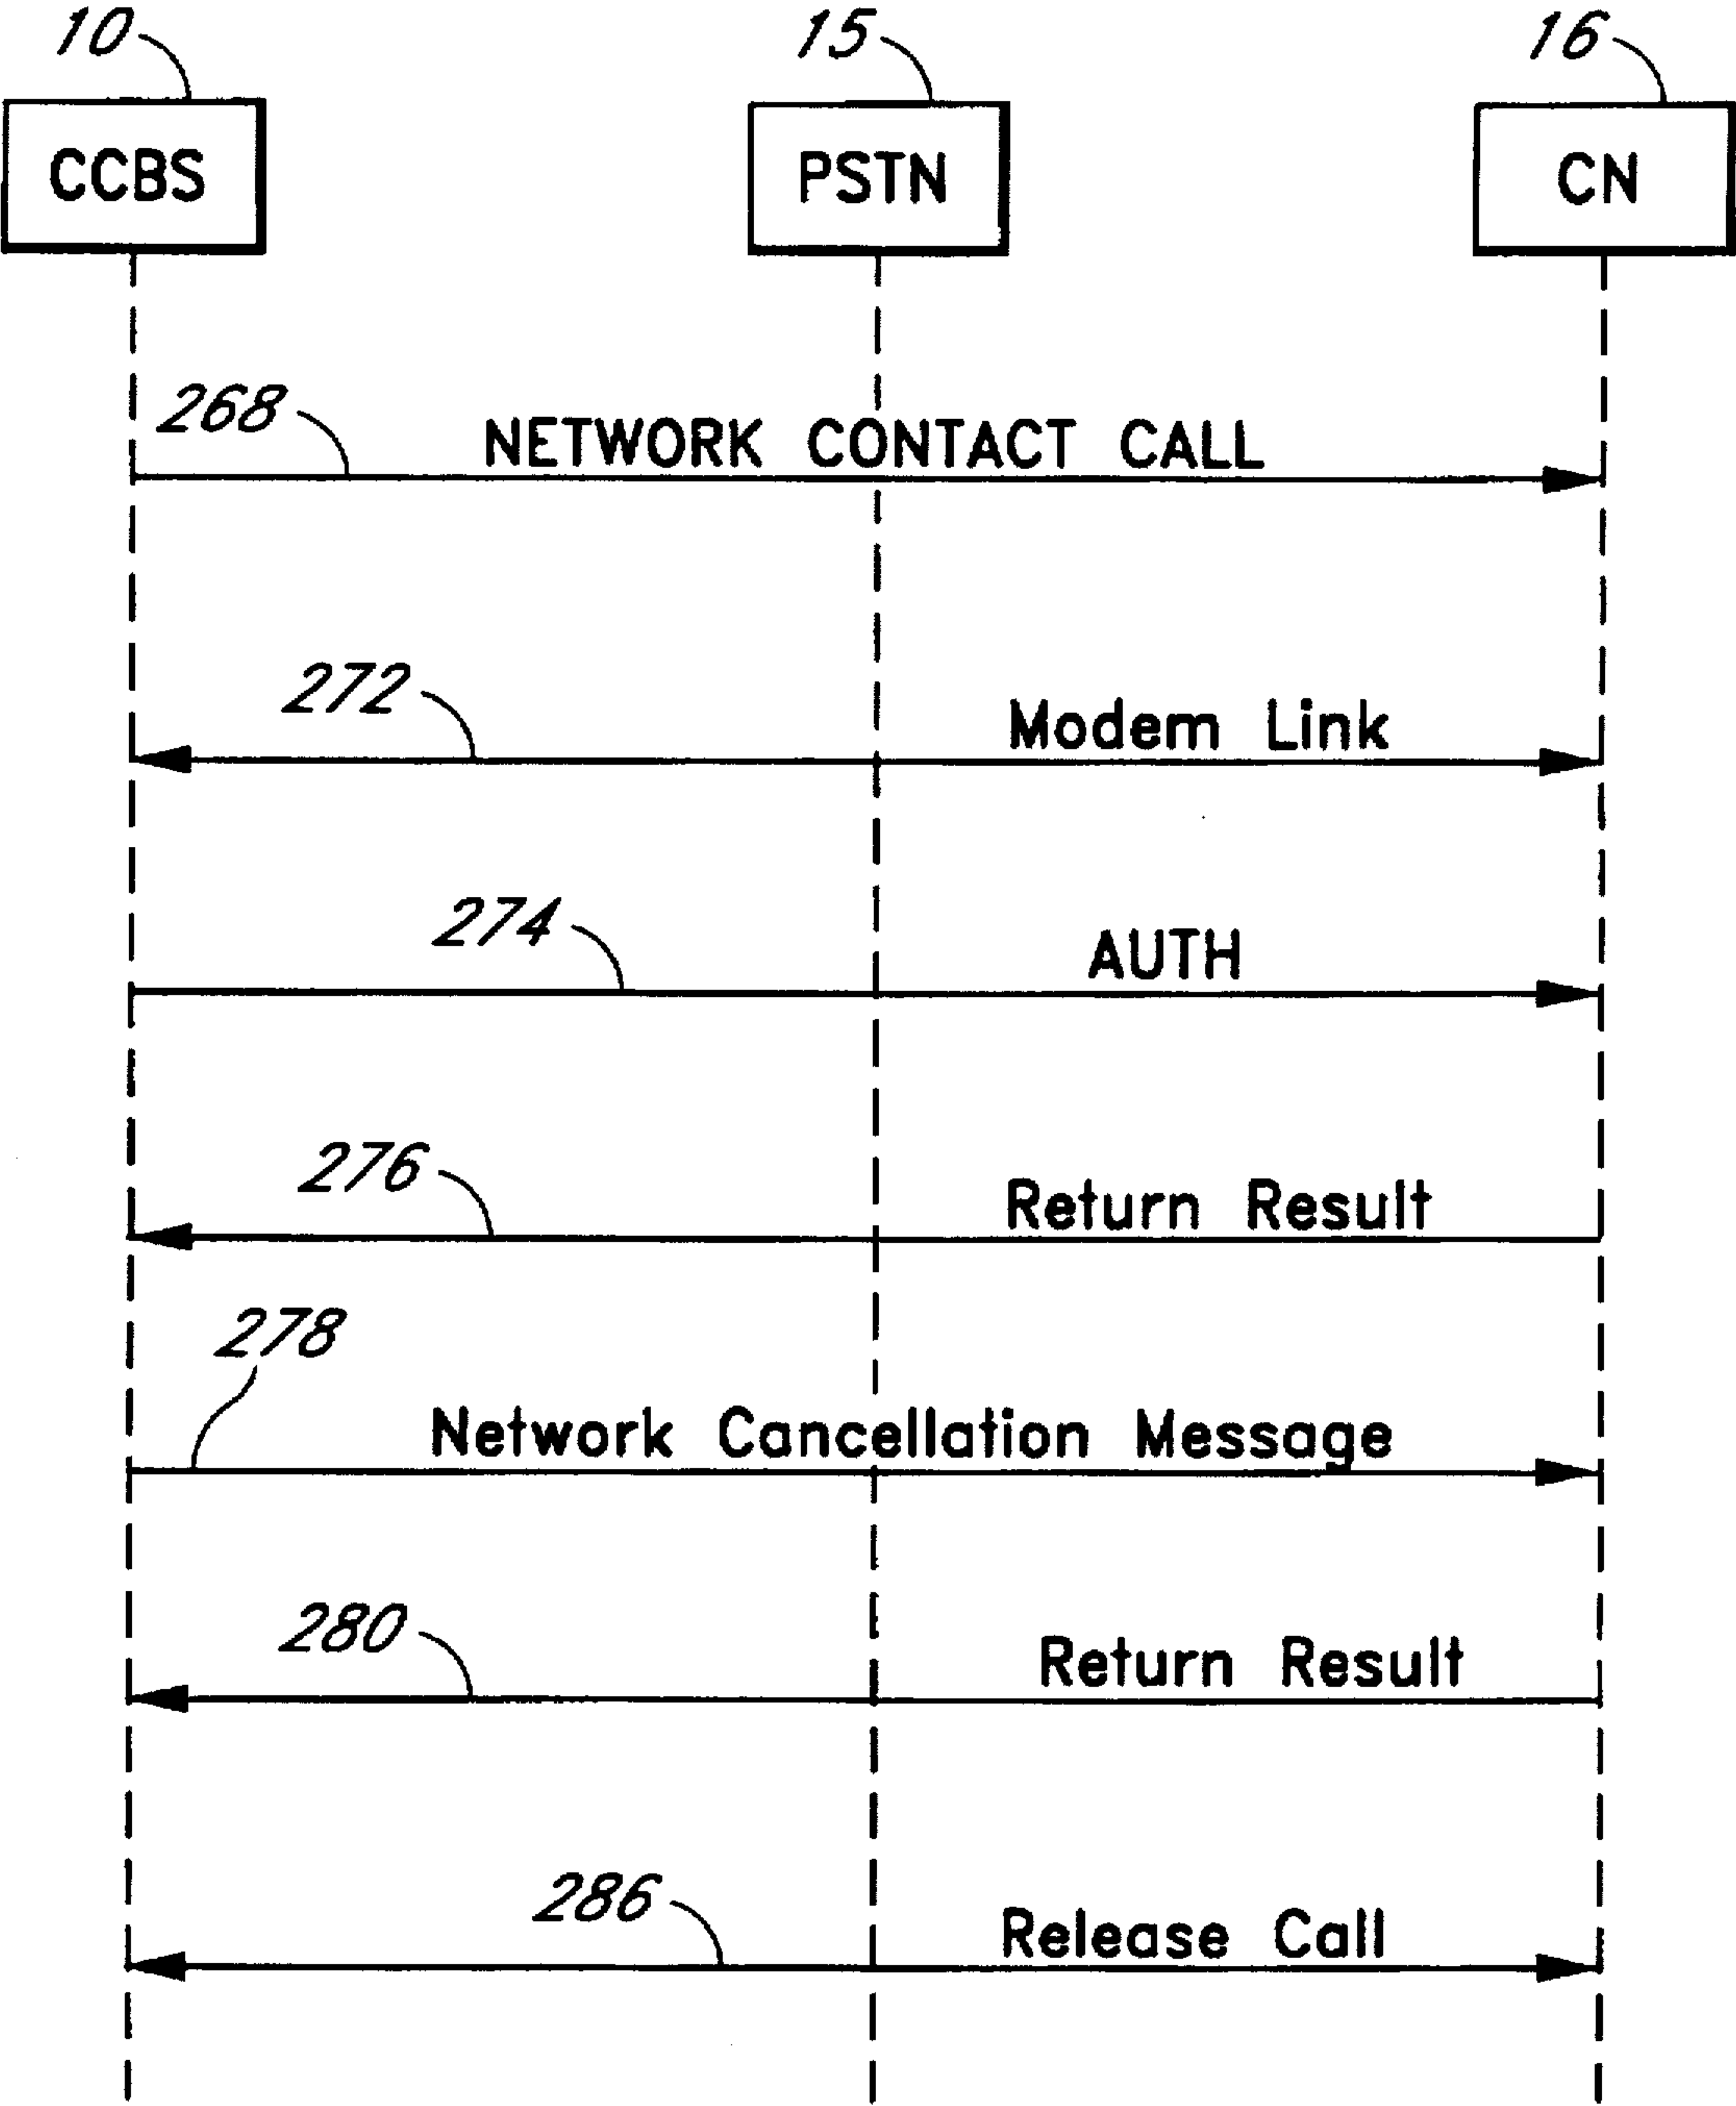 10 15 16
CCBS PSTN CN
268 NETWORK CONTACT CALL
272 Modem Link
274 AUTH
276 Return Result
278
Network Cancellation Message
280 Return Result
286 Release Call